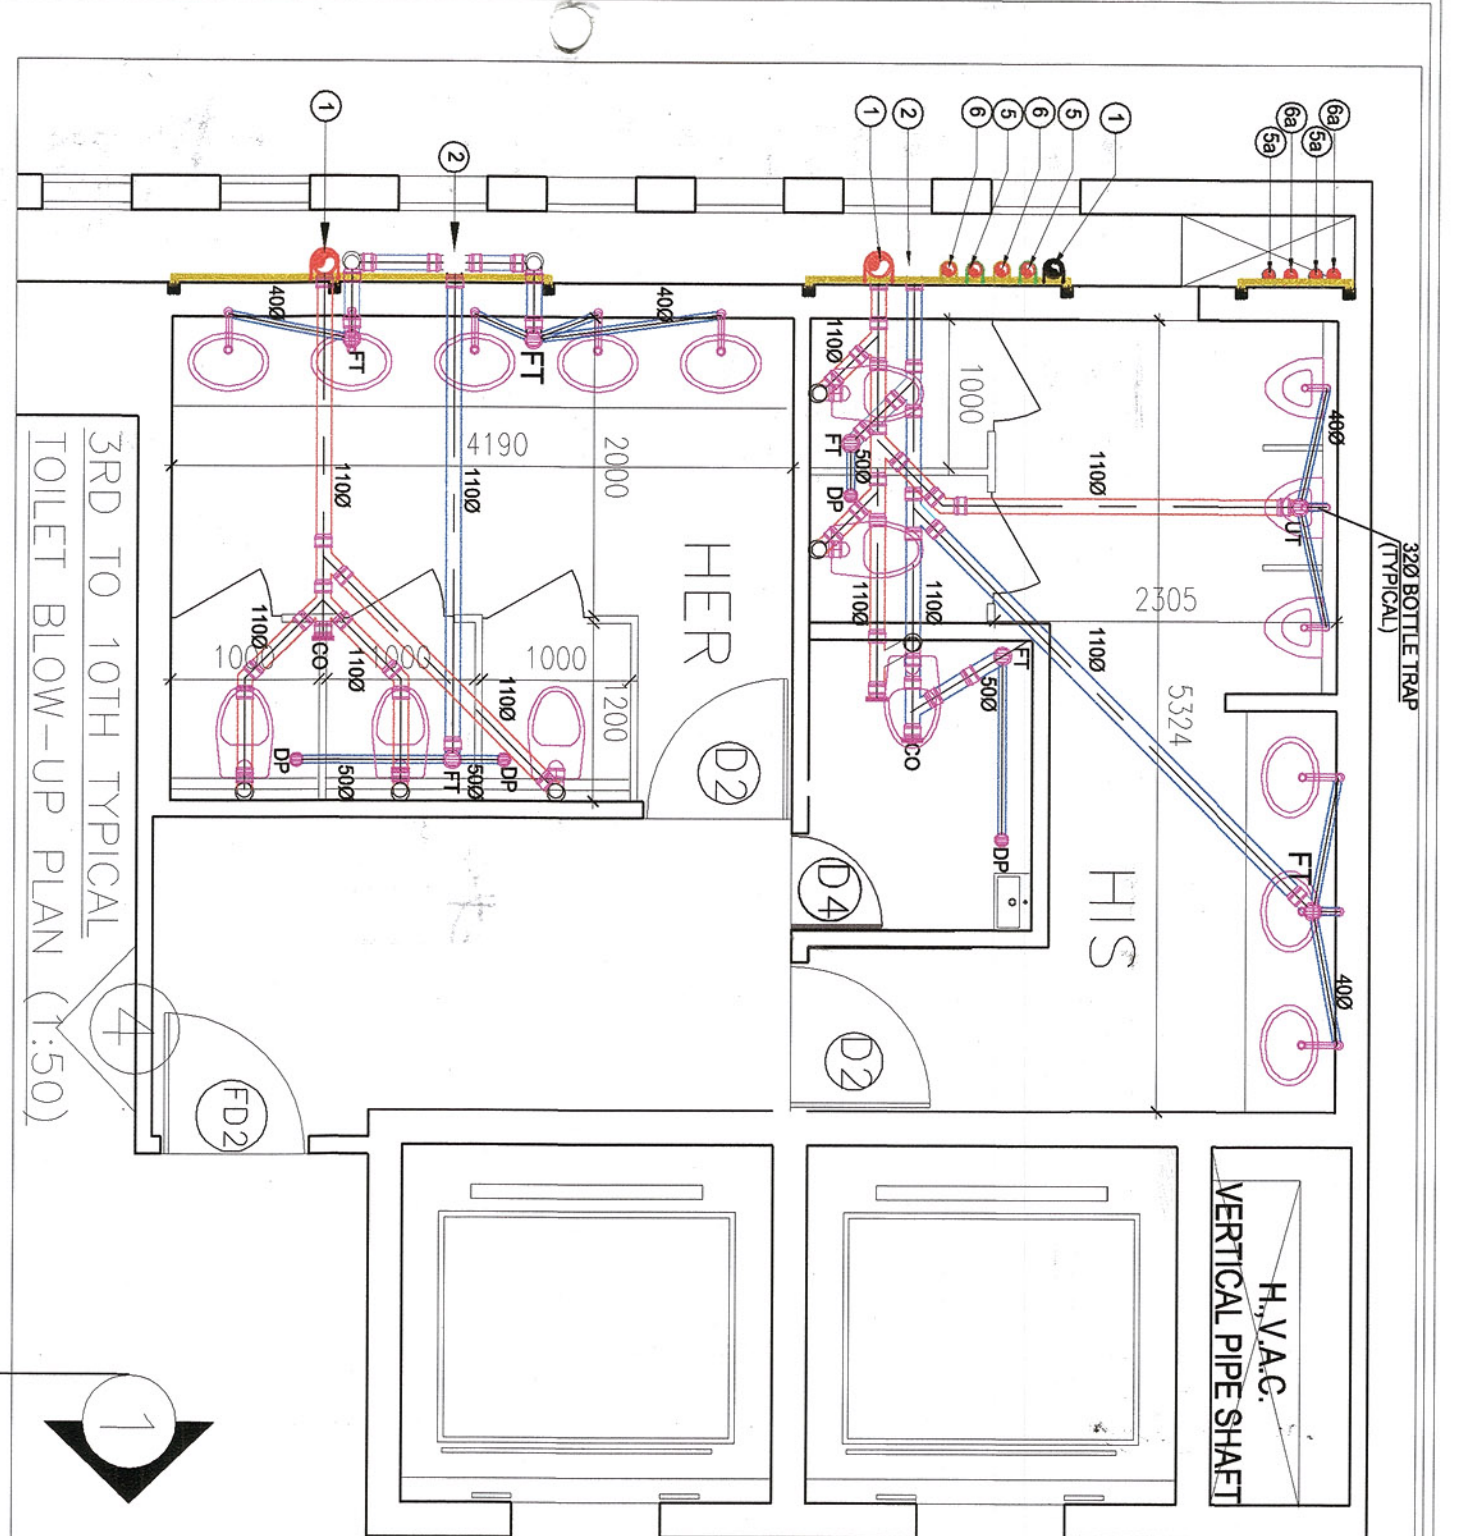 1
2
1
2
6
5
6
5
1
5a
6a
5a
6a
40Ø
40Ø
FT
FT
4190
2000
110Ø
110Ø
HER
110Ø
1000
FT
50Ø
DP
110Ø
110Ø
110Ø
40Ø
UT
32Ø BOTTLE TRAP
(TYPICAL)
2305
110Ø
5324
110Ø
CO
110Ø
1000
1000
1000
110Ø
1200
DP
50Ø
FT
50Ø
DP
D2
FT
50Ø
CO
DP
D4
HIS
FT
40Ø
D2
3RD TO 10TH TYPICAL
TOILET BLOW-UP PLAN (1:50)
4
FD2
H.,V.A.C.
VERTICAL PIPE SHAFT
1